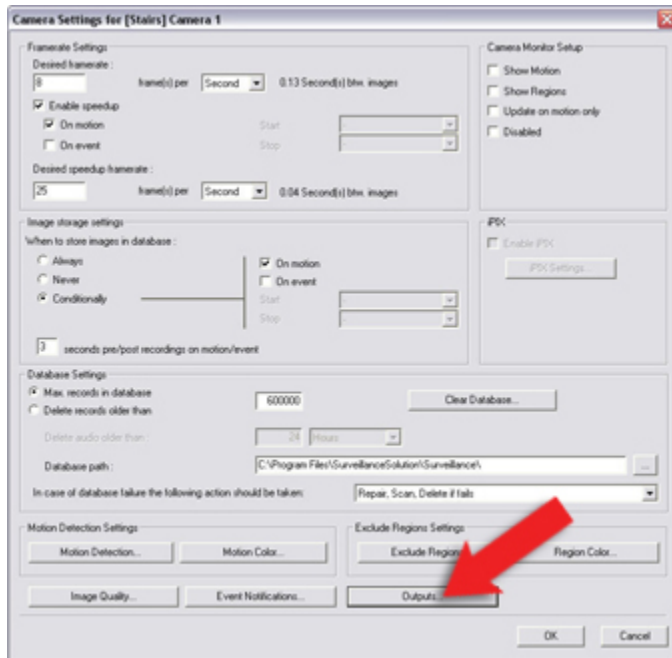 Camera Settings for [Stairs] Camera 1
Framerate Settings
Desired framerate :
8 frame(s) per Second 0.13 Second(s) btw. images
Enable speedup
On motion Start
On event Stop
Desired speedup framerate :
25 frame(s) per Second 0.04 Second(s) btw. images
Camera Monitor Setup
Show Motion
Show Regions
Update on motion only
Disabled
Image storage settings
When to store images in database :
Always
Never
Conditionally
On motion
On event
Start
Stop
3 seconds pre/post recordings on motion/event
iPIX
Enable iPIX
iPIX Settings...
Database Settings
Max. records in database 600000 Clear Database...
Delete records older than
Delete audio older than : 24 Hours
Database path : C:\Program Files\SurveillanceSolution\Surveillance\ ...
In case of database failure the following action should be taken: Repair, Scan, Delete if fails
Motion Detection Settings
Motion Detection... Motion Color...
Exclude Regions Settings
Exclude Region Region Color...
Image Quality... Event Notifications... Outputs...
OK Cancel